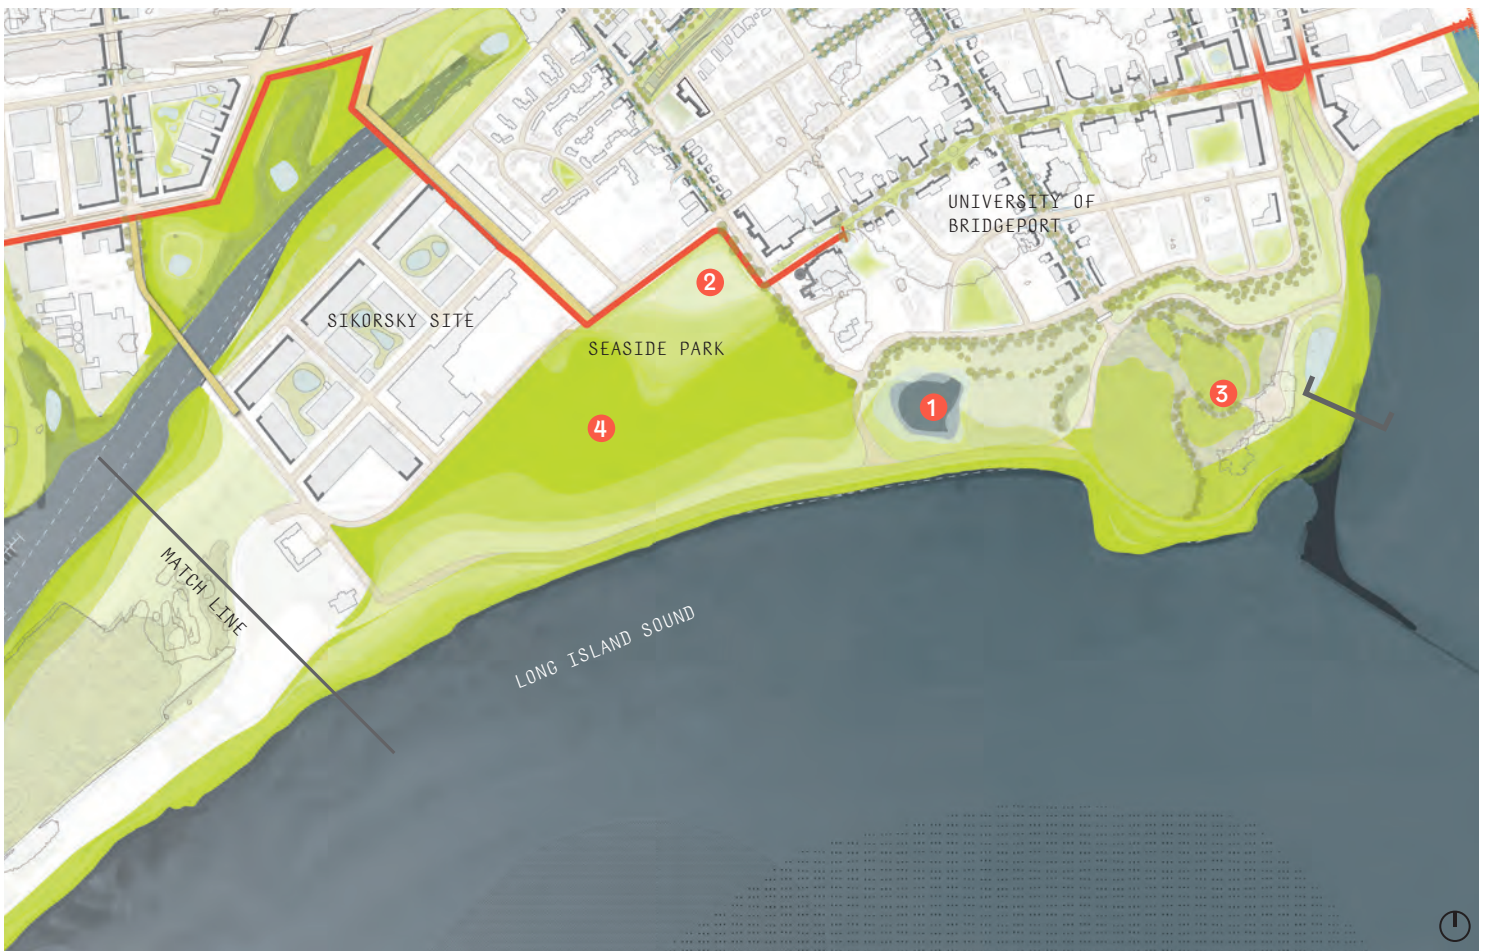 UNIVERSITY OF
BRIDGEPORT
2
SIKORSKY SITE
SEASIDE PARK
3
1
4
MATCH LINE
LONG ISLAND SOUND